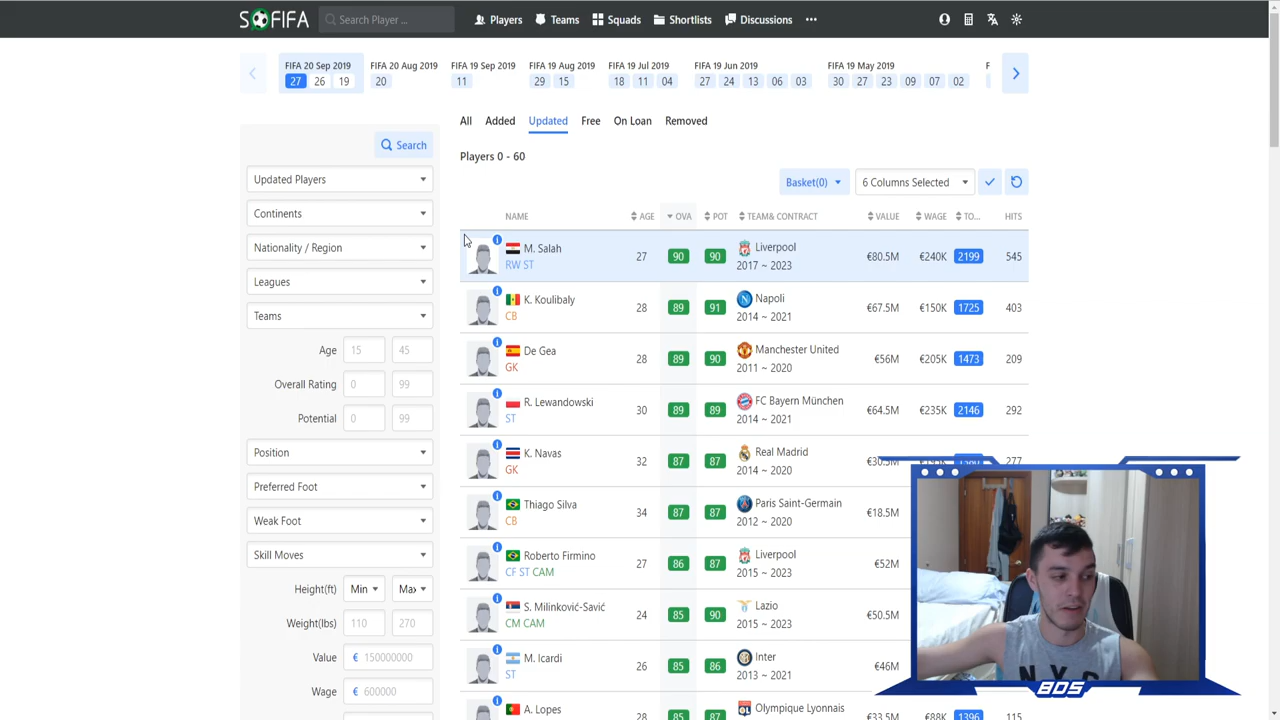 SOFIFA Search Player ... Players Teams Squads Shortlists Discussions
FIFA 20 Sep 2019 FIFA 20 Aug 2019 FIFA 19 Sep 2019 FIFA 19 Aug 2019 FIFA 19 Jul 2019 FIFA 19 Jun 2019 FIFA 19 May 2019 F
27 26 19 20 11 29 15 18 11 04 27 24 13 06 03 30 27 23 09 07 02
All Added Updated Free On Loan Removed
Search
Players 0 - 60
Updated Players
Basket(0) 6 Columns Selected
Continents
Nationality / Region
Leagues
Teams
Age 15 45
Overall Rating 0 99
Potential 0 99
Position
Preferred Foot
Weak Foot
Skill Moves
Height(ft) Min Max
Weight(lbs) 110 270
Value € 150000000
Wage € 600000
NAME AGE OVA POT TEAM& CONTRACT VALUE WAGE TO... HITS
M. Salah 27 90 90 Liverpool €80.5M €240K 2199 545
RW ST 2017 ~ 2023
K. Koulibaly 28 89 91 Napoli €67.5M €150K 1725 403
CB 2014 ~ 2021
De Gea 28 89 90 Manchester United €56M €205K 1473 209
GK 2011 ~ 2020
R. Lewandowski 30 89 89 FC Bayern München €64.5M €235K 2146 292
ST 2014 ~ 2021
K. Navas 32 87 87 Real Madrid 277
GK 2014 ~ 2020
Thiago Silva 34 87 87 Paris Saint-Germain €18.5M
CB 2012 ~ 2020
Roberto Firmino 27 86 87 Liverpool €52M
CF ST CAM 2015 ~ 2023
S. Milinković-Savić 24 85 90 Lazio €50.5M
CM CAM 2015 ~ 2023
M. Icardi 26 85 86 Inter €46M
ST 2013 ~ 2021
A. Lopes 28 85 87 Olympique Lyonnais €33.5M €88K 1396 115
NYC
BDS